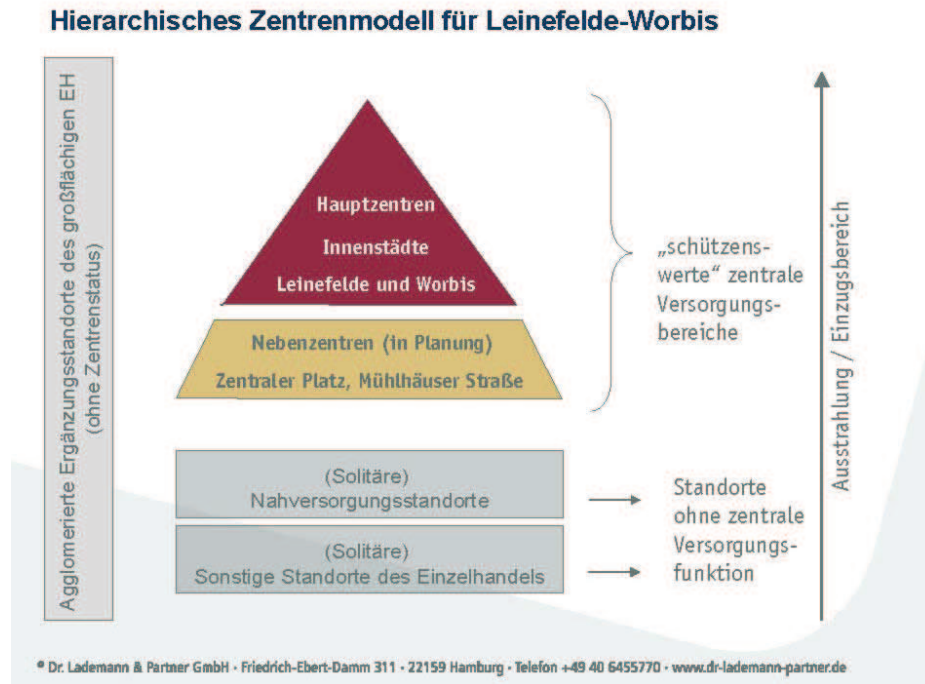 Hierarchisches Zentrenmodell für Leinefelde-Worbis
Agglomerierte Ergänzungsstandorte des großflächigen EH
(ohne Zentrenstatus)
Hauptzentren
Innenstädte
Leinefelde und Worbis
Nebenzentren (in Planung)
Zentraler Platz, Mühlhäuser Straße
„schützens-
werte“ zentrale
Versorgungs-
bereiche
(Solitäre)
Nahversorgungsstandorte
(Solitäre)
Sonstige Standorte des Einzelhandels
Standorte
ohne zentrale
Versorgungs-
funktion
Ausstrahlung / Einzugsbereich
© Dr. Lademann & Partner GmbH · Friedrich-Ebert-Damm 311 · 22159 Hamburg · Telefon +49 40 6455770 · www.dr-lademann-partner.de